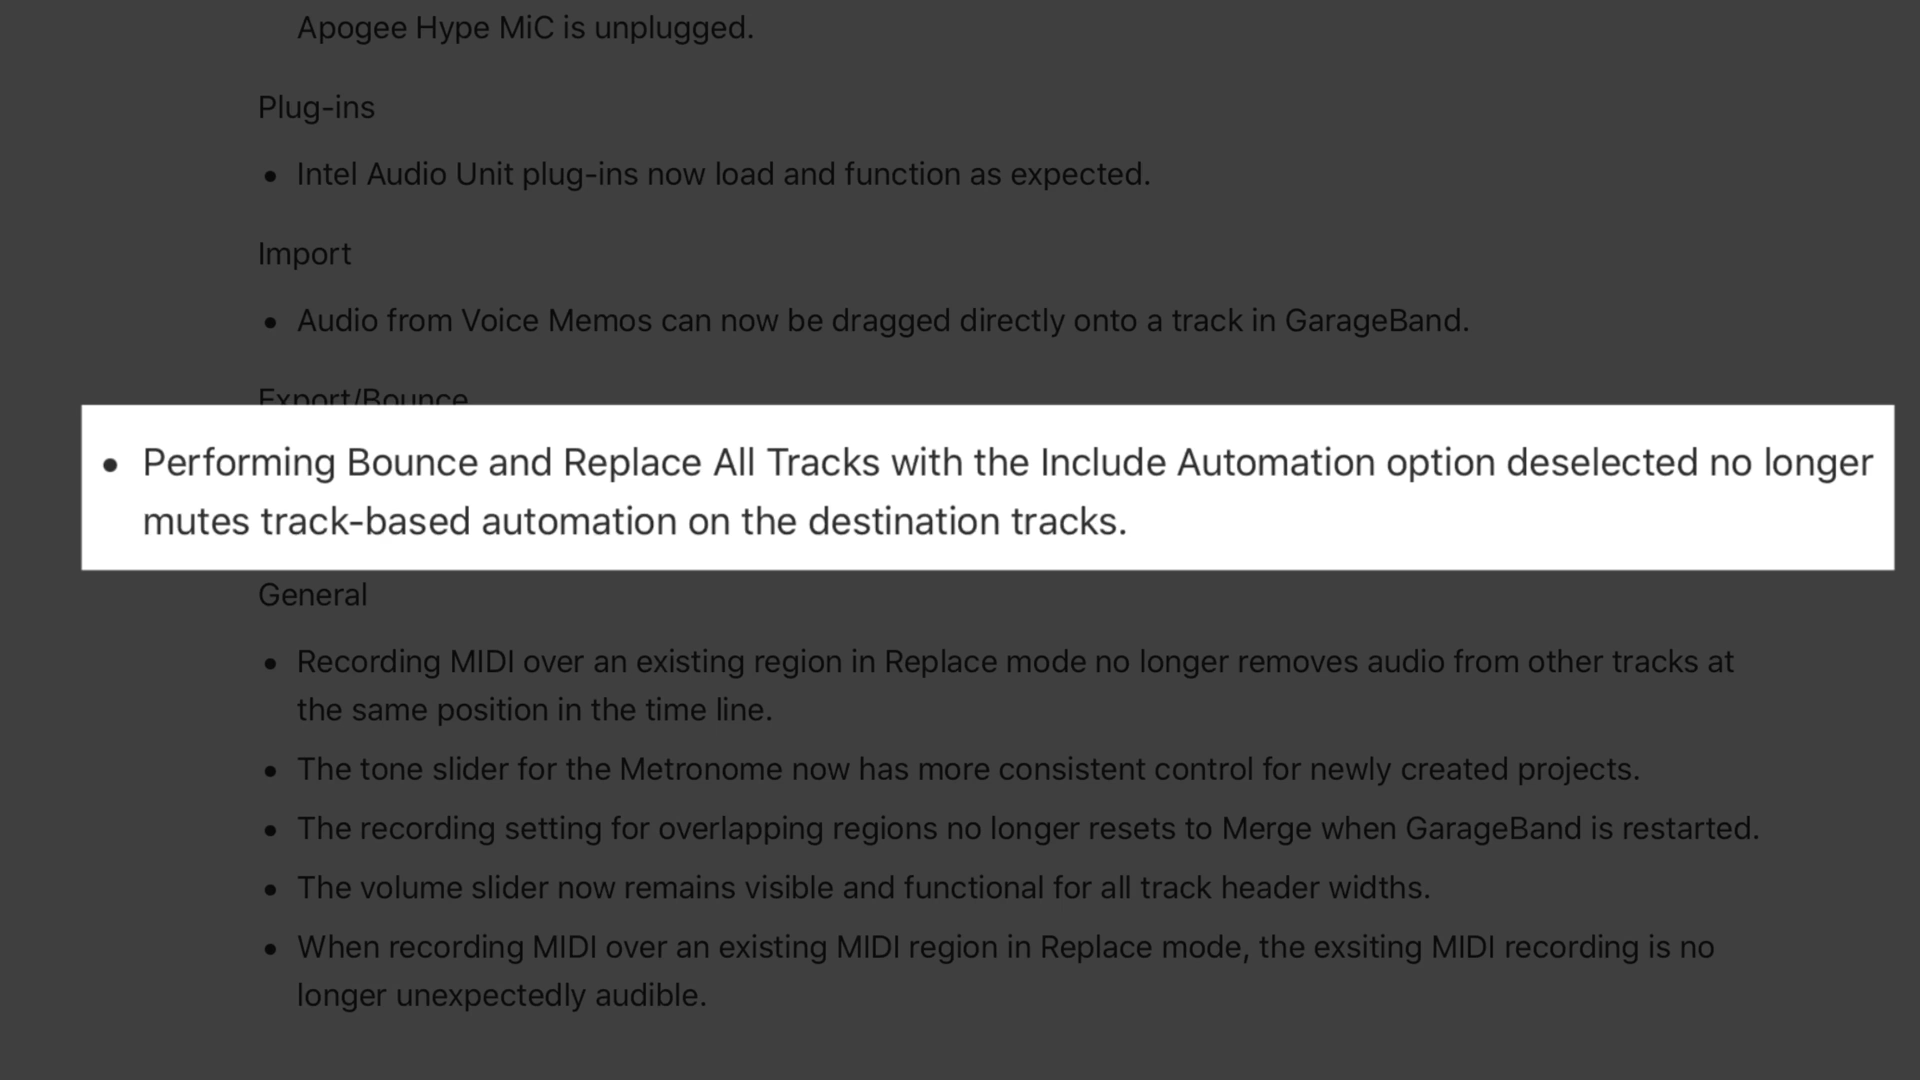 Apogee Hype MiC is unplugged.
Plug-ins
• Intel Audio Unit plug-ins now load and function as expected.
Import
• Audio from Voice Memos can now be dragged directly onto a track in GarageBand.
Export/Bounce
• Performing Bounce and Replace All Tracks with the Include Automation option deselected no longer
mutes track-based automation on the destination tracks.
General
• Recording MIDI over an existing region in Replace mode no longer removes audio from other tracks at
the same position in the time line.
• The tone slider for the Metronome now has more consistent control for newly created projects.
• The recording setting for overlapping regions no longer resets to Merge when GarageBand is restarted.
• The volume slider now remains visible and functional for all track header widths.
• When recording MIDI over an existing MIDI region in Replace mode, the exsiting MIDI recording is no
longer unexpectedly audible.